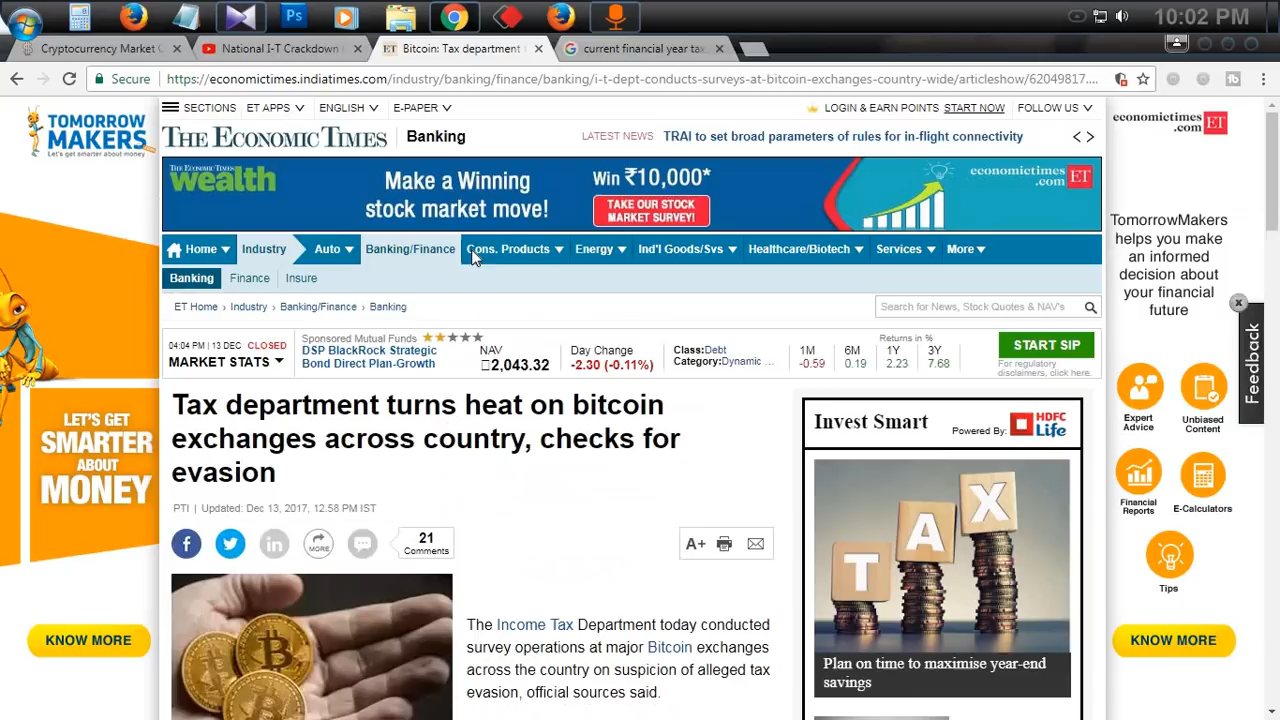 10:02 PM
Cryptocurrency Market C
National I-T Crackdown
ET Bitcoin: Tax department
current financial year tax
Secure
https://economictimes.indiatimes.com/industry/banking/finance/banking/i-t-dept-conducts-surveys-at-bitcoin-exchanges-country-wide/articleshow/62049817....
SECTIONS ET APPS ENGLISH E-PAPER
LOGIN & EARN POINTS START NOW FOLLOW US
THE ECONOMIC TIMES Banking
LATEST NEWS TRAI to set broad parameters of rules for in-flight connectivity
THE ECONOMIC TIMES
wealth
Make a Winning
stock market move!
Win ₹10,000*
TAKE OUR STOCK
MARKET SURVEY!
economictimes
.com ET
Home Industry Auto Banking/Finance Cons. Products Energy Ind'l Goods/Svs Healthcare/Biotech Services More
Banking Finance Insure
ET Home › Industry › Banking/Finance › Banking
Search for News, Stock Quotes & NAV's
04:04 PM | 13 DEC CLOSED
MARKET STATS
Sponsored Mutual Funds
DSP BlackRock Strategic
Bond Direct Plan-Growth
NAV
2,043.32
Day Change
-2.30 (-0.11%)
Class:Debt
Category:Dynamic ...
Returns in %
1M 6M 1Y 3Y
-0.59 0.19 2.23 7.68
START SIP
For regulatory
disclaimers, click here.
Tax department turns heat on bitcoin
exchanges across country, checks for
evasion
PTI | Updated: Dec 13, 2017, 12.58 PM IST
MORE
21
Comments
A+
The Income Tax Department today conducted
survey operations at major Bitcoin exchanges
across the country on suspicion of alleged tax
evasion, official sources said.
Invest Smart
Powered By: HDFC
Life
T A X
Plan on time to maximise year-end
savings
TOMORROW
MAKERS
Let's get smarter about money
LET'S GET
SMARTER
ABOUT
MONEY
KNOW MORE
economictimes
.com ET
TomorrowMakers
helps you make
an informed
decision about
your financial
future
Feedback
Expert
Advice
Unbiased
Content
Financial
Reports
E-Calculators
Tips
KNOW MORE